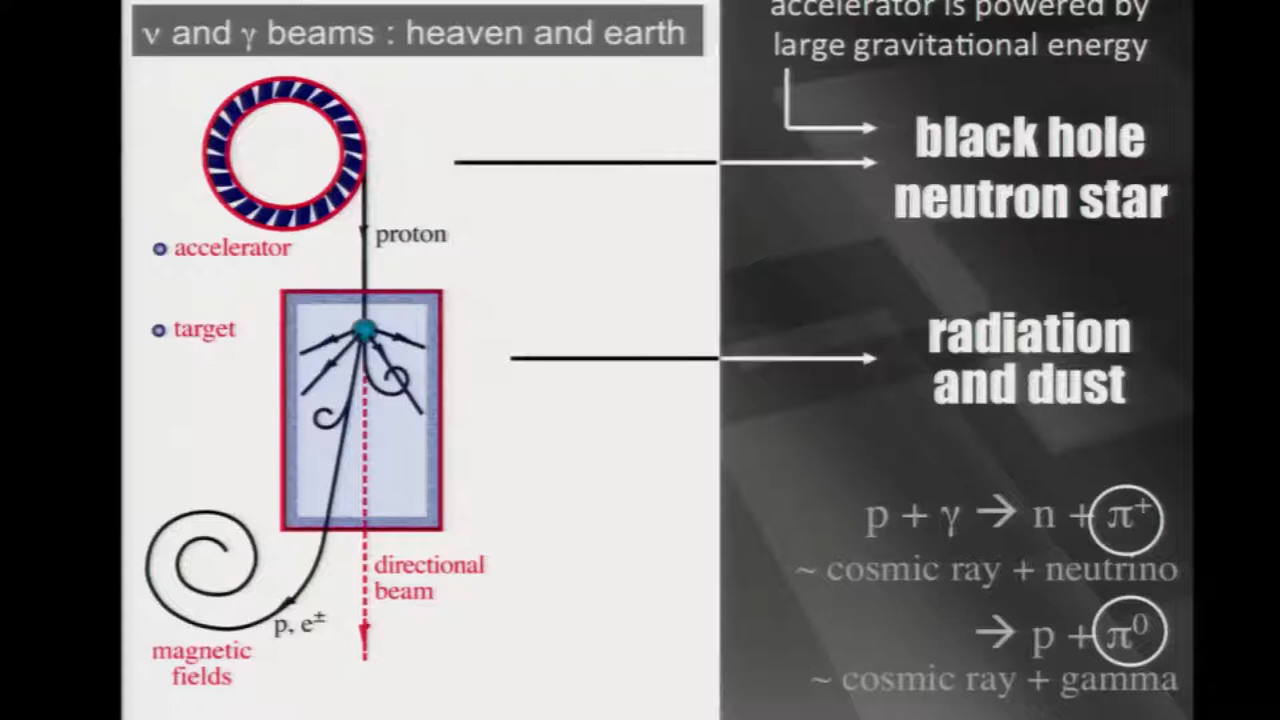 ν and γ beams : heaven and earth
accelerator
proton
target
directional
beam
p, e±
magnetic
fields
accelerator is powered by
large gravitational energy
black hole
neutron star
radiation
and dust
p + γ → n + π⁺
~ cosmic ray + neutrino
→ p + π⁰
~ cosmic ray + gamma